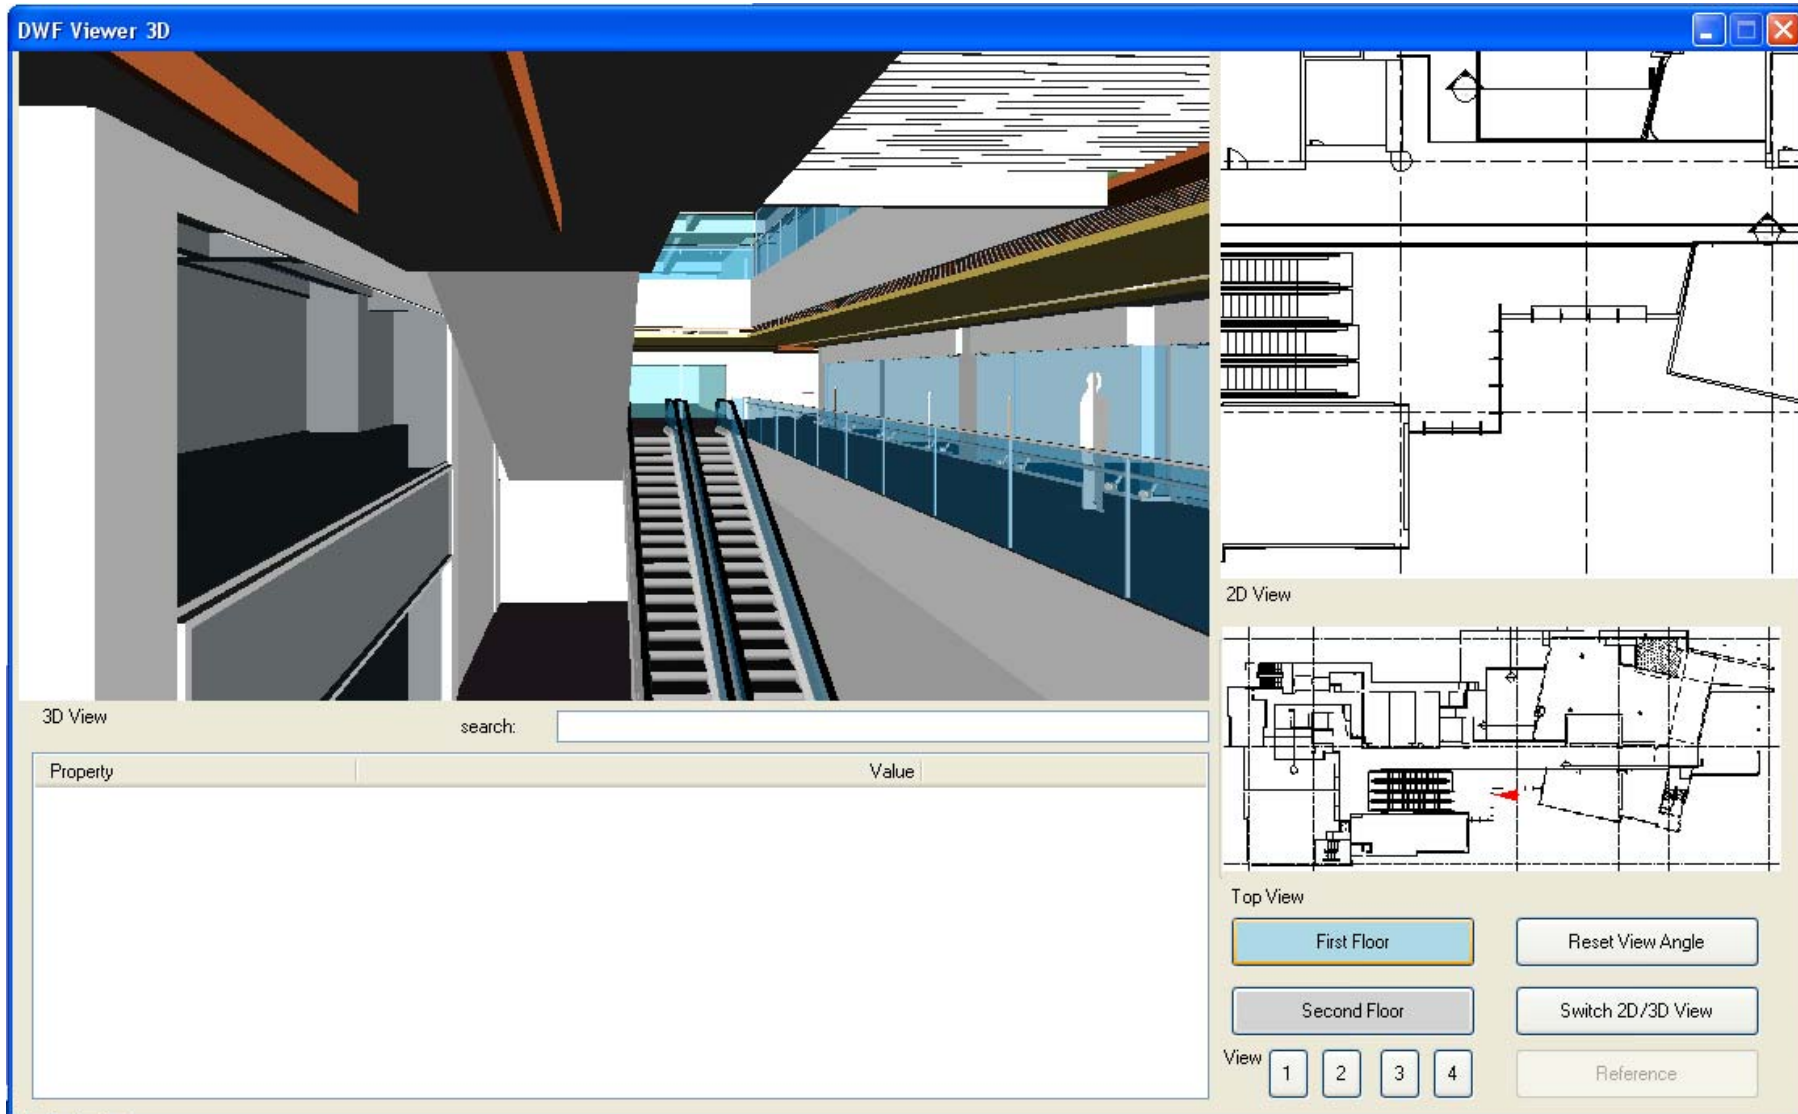 DWF Viewer 3D
2D View
3D View
search:
Property Value
Top View
First Floor Reset View Angle
Second Floor Switch 2D/3D View
View 1 2 3 4 Reference